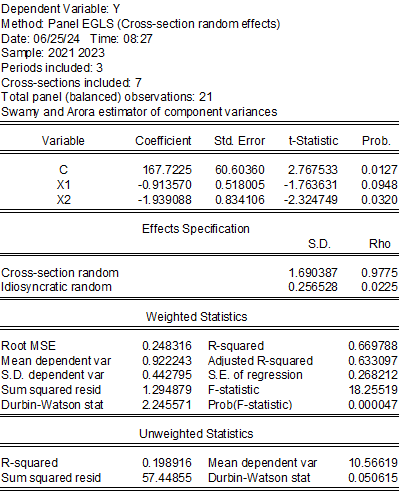 Dependent Variable: Y
Method: Panel EGLS (Cross-section random effects)
Date: 06/25/24 Time: 08:27
Sample: 2021 2023
Periods included: 3
Cross-sections included: 7
Total panel (balanced) observations: 21
Swamy and Arora estimator of component variances
Variable Coefficient Std. Error t-Statistic Prob.
C 167.7225 60.60360 2.767533 0.0127
X1 -0.913570 0.518005 -1.763631 0.0948
X2 -1.939088 0.834106 -2.324749 0.0320
Effects Specification
S.D. Rho
Cross-section random 1.690387 0.9775
Idiosyncratic random 0.256528 0.0225
Weighted Statistics
Root MSE 0.248316 R-squared 0.669788
Mean dependent var 0.922243 Adjusted R-squared 0.633097
S.D. dependent var 0.442795 S.E. of regression 0.268212
Sum squared resid 1.294879 F-statistic 18.25519
Durbin-Watson stat 2.245571 Prob(F-statistic) 0.000047
Unweighted Statistics
R-squared 0.198916 Mean dependent var 10.56619
Sum squared resid 57.44855 Durbin-Watson stat 0.050615